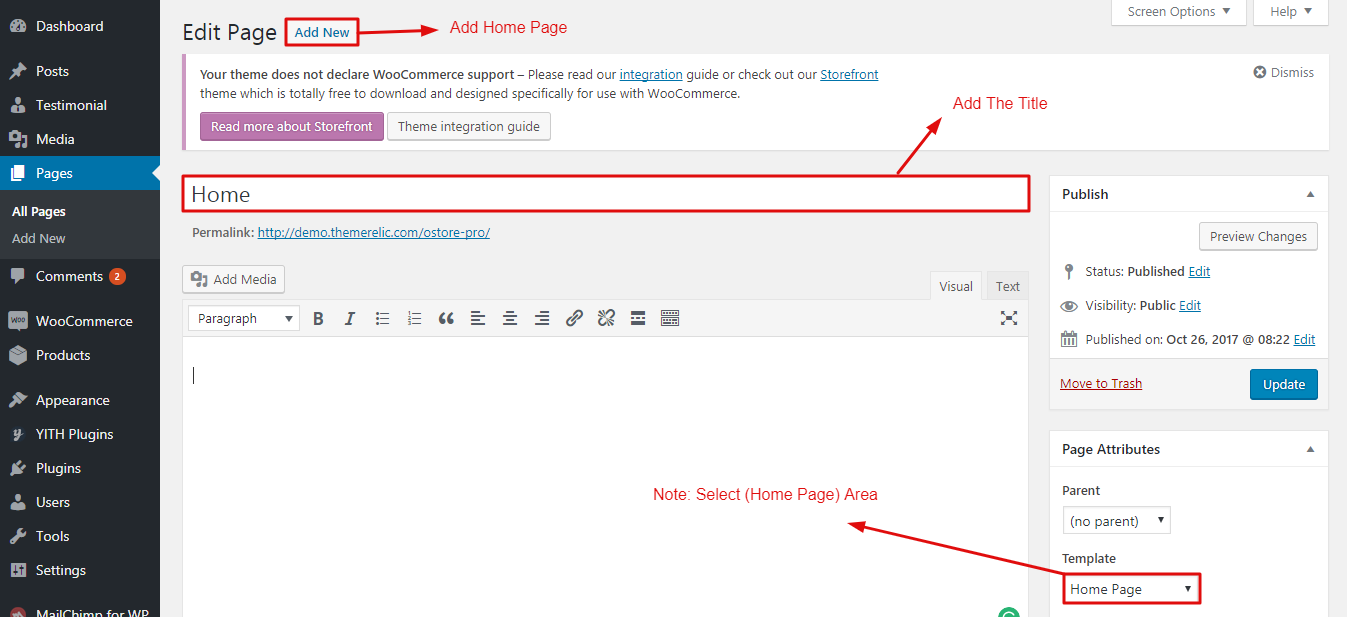 Dashboard
Posts
Testimonial
Media
Pages
All Pages
Add New
Comments 2
WooCommerce
Products
Appearance
YITH Plugins
Plugins
Users
Tools
Settings
MailChimp for WP
Screen Options
Help
Edit Page Add New
Add Home Page
Your theme does not declare WooCommerce support – Please read our integration guide or check out our Storefront
theme which is totally free to download and designed specifically for use with WooCommerce.
Dismiss
Read more about Storefront
Theme integration guide
Add The Title
Home
Permalink: http://demo.themerelic.com/ostore-pro/
Add Media
Visual
Text
Paragraph
Note: Select (Home Page) Area
Publish
Preview Changes
Status: Published Edit
Visibility: Public Edit
Published on: Oct 26, 2017 @ 08:22 Edit
Move to Trash
Update
Page Attributes
Parent
(no parent)
Template
Home Page